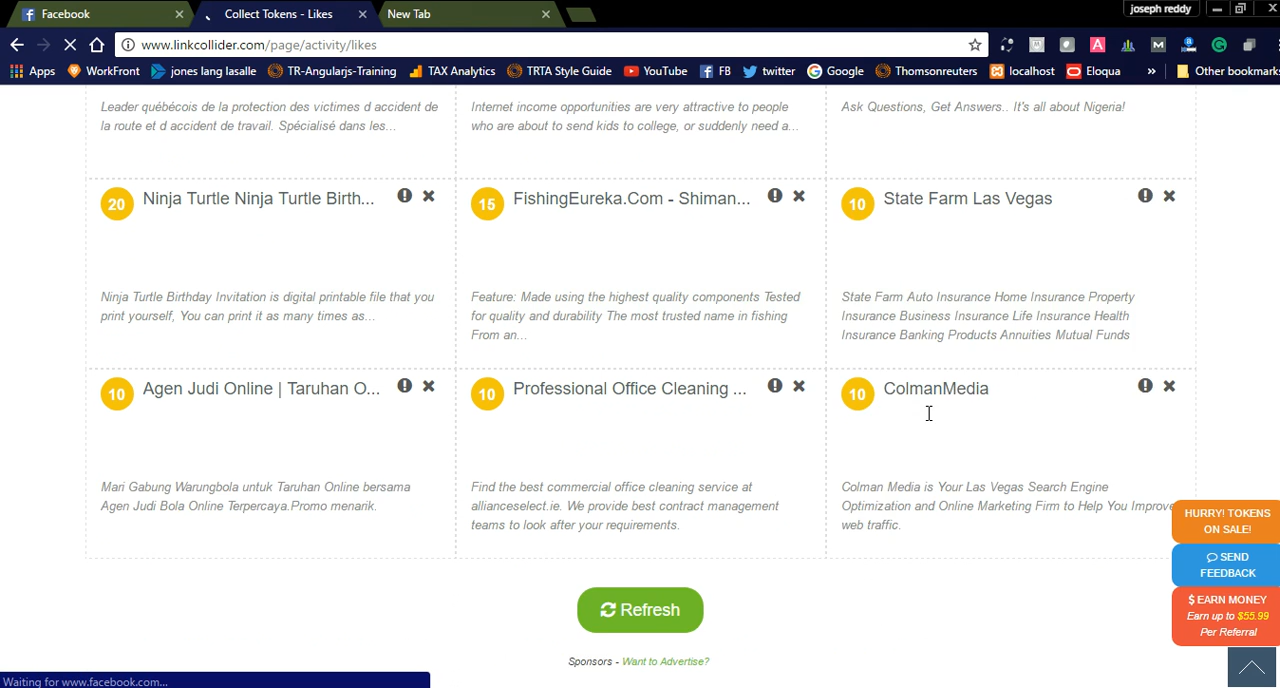 joseph reddy
Facebook
Collect Tokens - Likes
New Tab
www.linkcollider.com/page/activity/likes
Apps
WorkFront
jones lang lasalle
TR-Angularjs-Training
TAX Analytics
TRTA Style Guide
YouTube
FB
twitter
Google
Thomsonreuters
localhost
Eloqua
»
Other bookmarks
Leader québécois de la protection des victimes d accident de
la route et d accident de travail. Spécialisé dans les...
Internet income opportunities are very attractive to people
who are about to send kids to college, or suddenly need a...
Ask Questions, Get Answers.. It's all about Nigeria!
20 Ninja Turtle Ninja Turtle Birth...
Ninja Turtle Birthday Invitation is digital printable file that you
print yourself, You can print it as many times as...
15 FishingEureka.Com - Shiman...
Feature: Made using the highest quality components Tested
for quality and durability The most trusted name in fishing
From an...
10 State Farm Las Vegas
State Farm Auto Insurance Home Insurance Property
Insurance Business Insurance Life Insurance Health
Insurance Banking Products Annuities Mutual Funds
10 Agen Judi Online | Taruhan O...
Mari Gabung Warungbola untuk Taruhan Online bersama
Agen Judi Bola Online Terpercaya.Promo menarik.
10 Professional Office Cleaning ...
Find the best commercial office cleaning service at
allianceselect.ie. We provide best contract management
teams to look after your requirements.
10 ColmanMedia
Colman Media is Your Las Vegas Search Engine
Optimization and Online Marketing Firm to Help You Improve
web traffic.
HURRY! TOKENS
ON SALE!
SEND
FEEDBACK
$ EARN MONEY
Earn up to $55.99
Per Referral
Refresh
Sponsors - Want to Advertise?
Waiting for www.facebook.com...